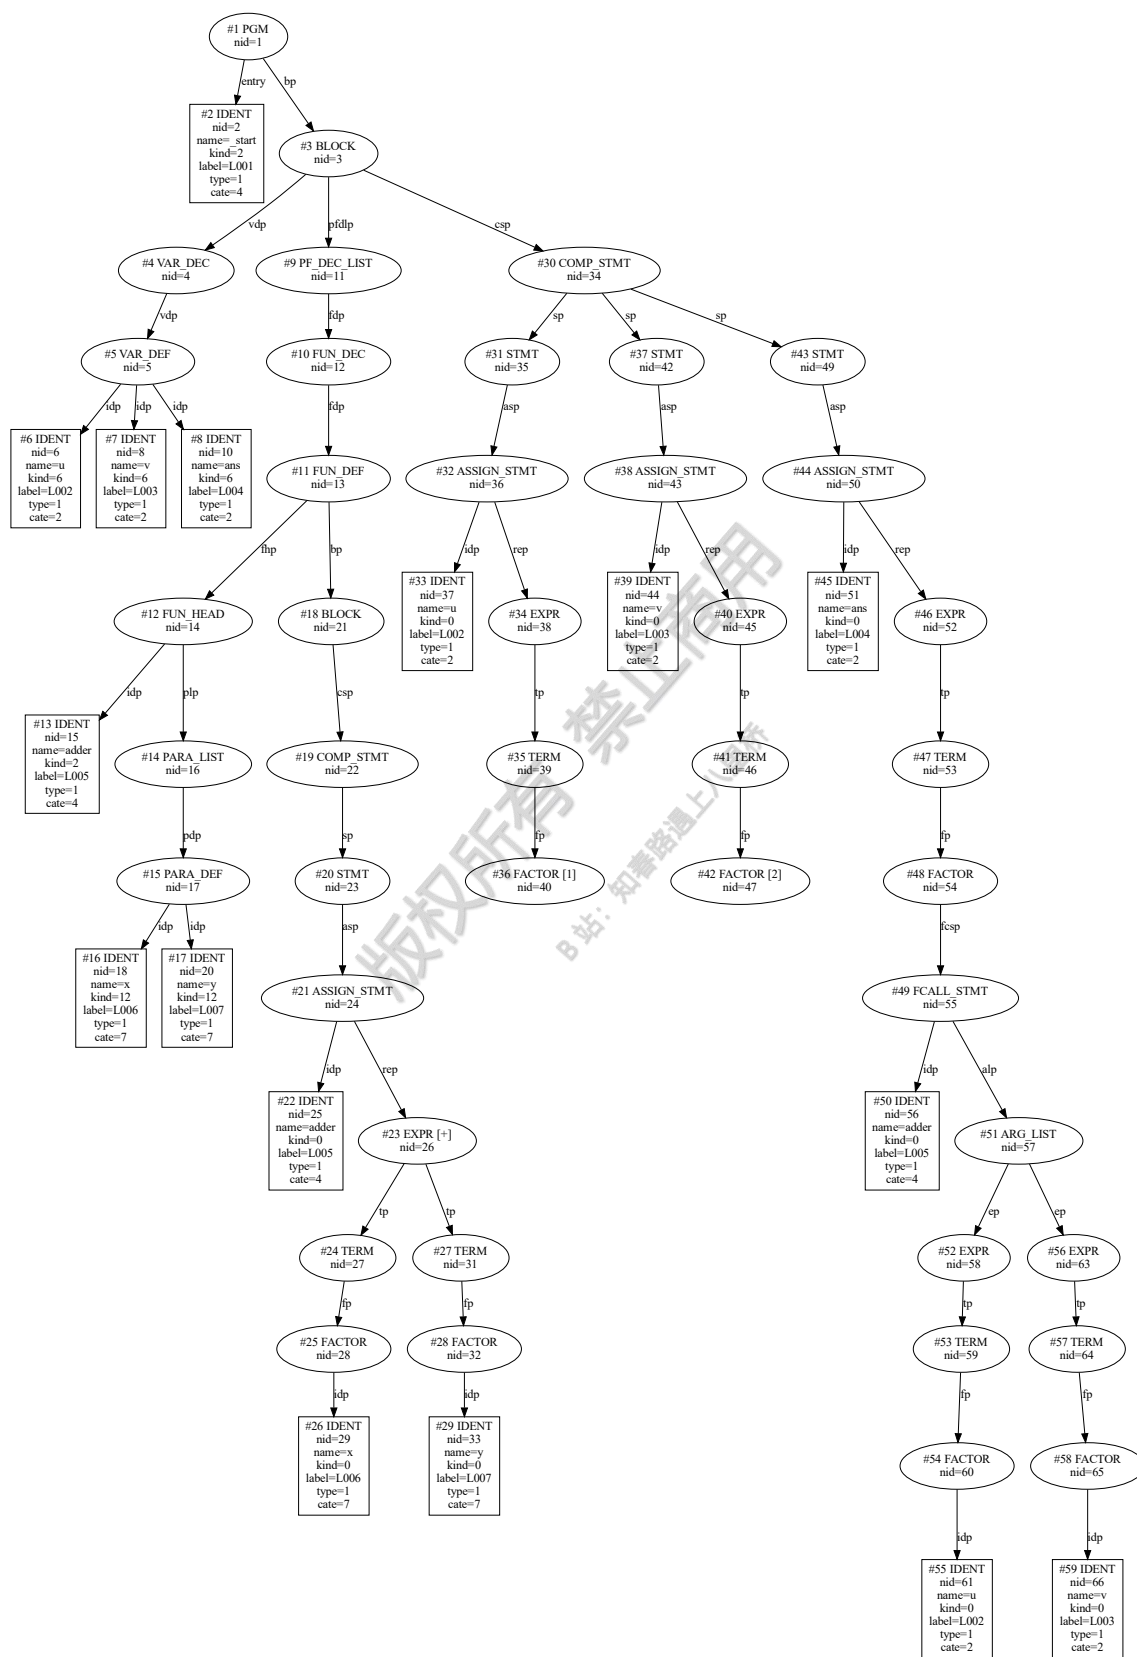 #1 PGM
nid=1
entry
bp
#2 IDENT
nid=2
name=_start
kind=2
label=L001
type=1
cate=4
#3 BLOCK
nid=3
vdp
pfdlp
csp
#4 VAR_DEC
nid=4
#9 PF_DEC_LIST
nid=11
#30 COMP_STMT
nid=34
vdp
fdp
sp
sp
sp
#5 VAR_DEF
nid=5
#10 FUN_DEC
nid=12
#31 STMT
nid=35
#37 STMT
nid=42
#43 STMT
nid=49
idp
idp
idp
fdp
asp
asp
asp
#6 IDENT
nid=6
name=u
kind=6
label=L002
type=1
cate=2
#7 IDENT
nid=8
name=v
kind=6
label=L003
type=1
cate=2
#8 IDENT
nid=10
name=ans
kind=6
label=L004
type=1
cate=2
#11 FUN_DEF
nid=13
#32 ASSIGN_STMT
nid=36
#38 ASSIGN_STMT
nid=43
#44 ASSIGN_STMT
nid=50
fhp
bp
idp
rep
idp
rep
idp
rep
#12 FUN_HEAD
nid=14
#18 BLOCK
nid=21
#33 IDENT
nid=37
name=u
kind=0
label=L002
type=1
cate=2
#34 EXPR
nid=38
#39 IDENT
nid=44
name=v
kind=0
label=L003
type=1
cate=2
#40 EXPR
nid=45
#45 IDENT
nid=51
name=ans
kind=0
label=L004
type=1
cate=2
#46 EXPR
nid=52
idp
plp
csp
tp
tp
tp
#13 IDENT
nid=15
name=adder
kind=2
label=L005
type=1
cate=4
#14 PARA_LIST
nid=16
#19 COMP_STMT
nid=22
#35 TERM
nid=39
#41 TERM
nid=46
#47 TERM
nid=53
pdp
sp
fp
fp
fp
#15 PARA_DEF
nid=17
#20 STMT
nid=23
#36 FACTOR [1]
nid=40
#42 FACTOR [2]
nid=47
#48 FACTOR
nid=54
idp
idp
asp
fcsp
#16 IDENT
nid=18
name=x
kind=12
label=L006
type=1
cate=7
#17 IDENT
nid=20
name=y
kind=12
label=L007
type=1
cate=7
#21 ASSIGN_STMT
nid=24
#49 FCALL_STMT
nid=55
idp
rep
idp
alp
#22 IDENT
nid=25
name=adder
kind=0
label=L005
type=1
cate=4
#23 EXPR [+]
nid=26
#50 IDENT
nid=56
name=adder
kind=0
label=L005
type=1
cate=4
#51 ARG_LIST
nid=57
tp
tp
ep
ep
#24 TERM
nid=27
#27 TERM
nid=31
#52 EXPR
nid=58
#56 EXPR
nid=63
fp
fp
tp
tp
#25 FACTOR
nid=28
#28 FACTOR
nid=32
#53 TERM
nid=59
#57 TERM
nid=64
idp
idp
fp
fp
#26 IDENT
nid=29
name=x
kind=0
label=L006
type=1
cate=7
#29 IDENT
nid=33
name=y
kind=0
label=L007
type=1
cate=7
#54 FACTOR
nid=60
#58 FACTOR
nid=65
idp
idp
#55 IDENT
nid=61
name=u
kind=0
label=L002
type=1
cate=2
#59 IDENT
nid=66
name=v
kind=0
label=L003
type=1
cate=2
版权所有 禁止商用
B 站：知春路遇上八里桥